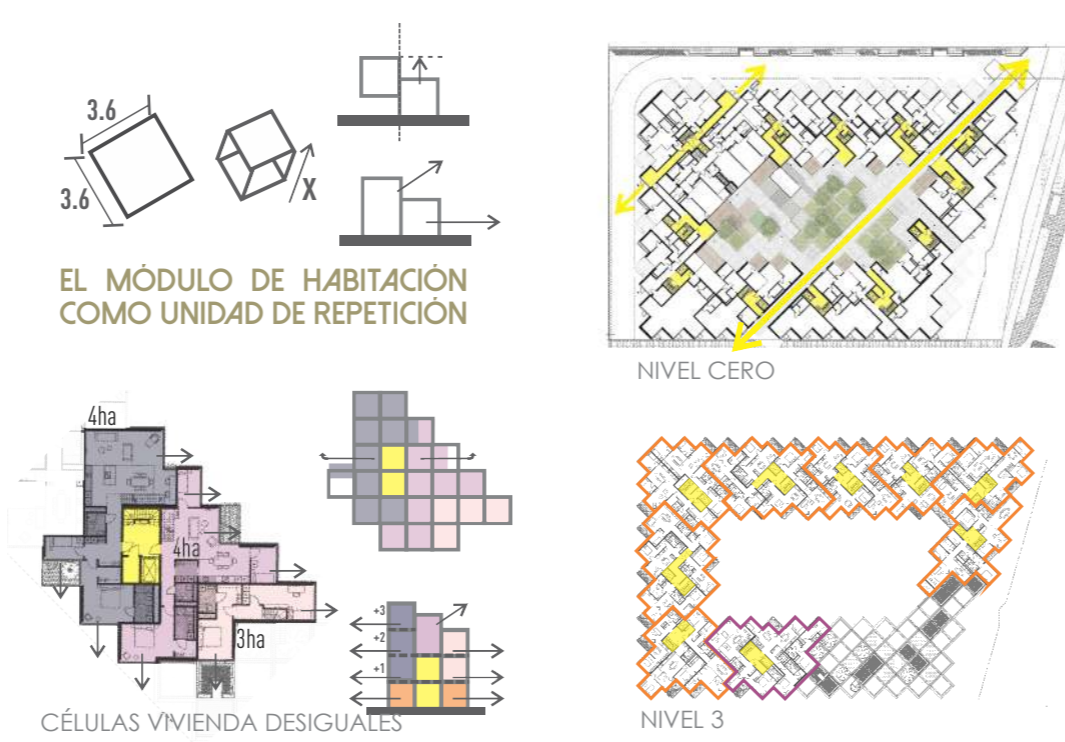 3.6
3.6
X
EL MÓDULO DE HABITACIÓN
COMO UNIDAD DE REPETICIÓN
NIVEL CERO
4ha
4ha
3ha
+3
+2
+1
CÉLULAS VIVIENDA DESIGUALES
NIVEL 3